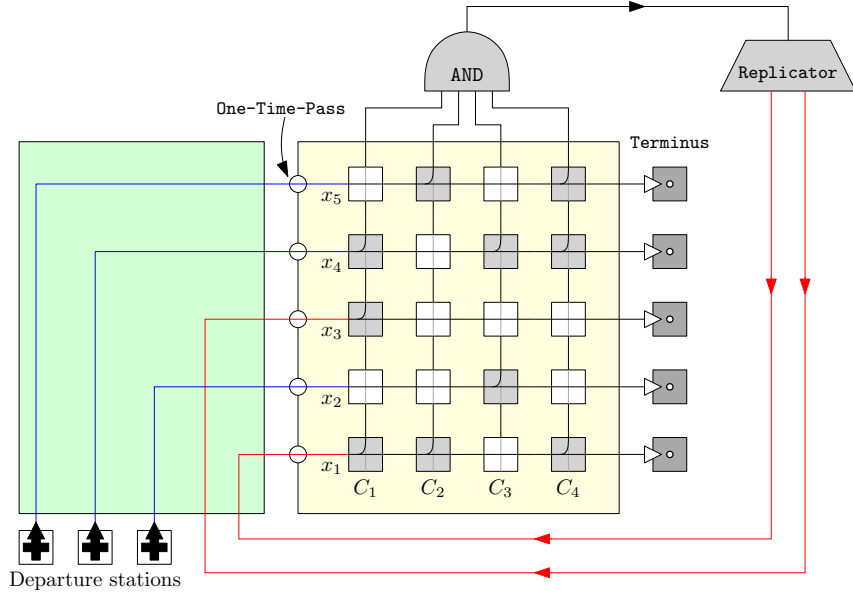 AND
Replicator
One-Time-Pass
Terminus
x₅
x₄
x₃
x₂
x₁
C₁ C₂ C₃ C₄
Departure stations